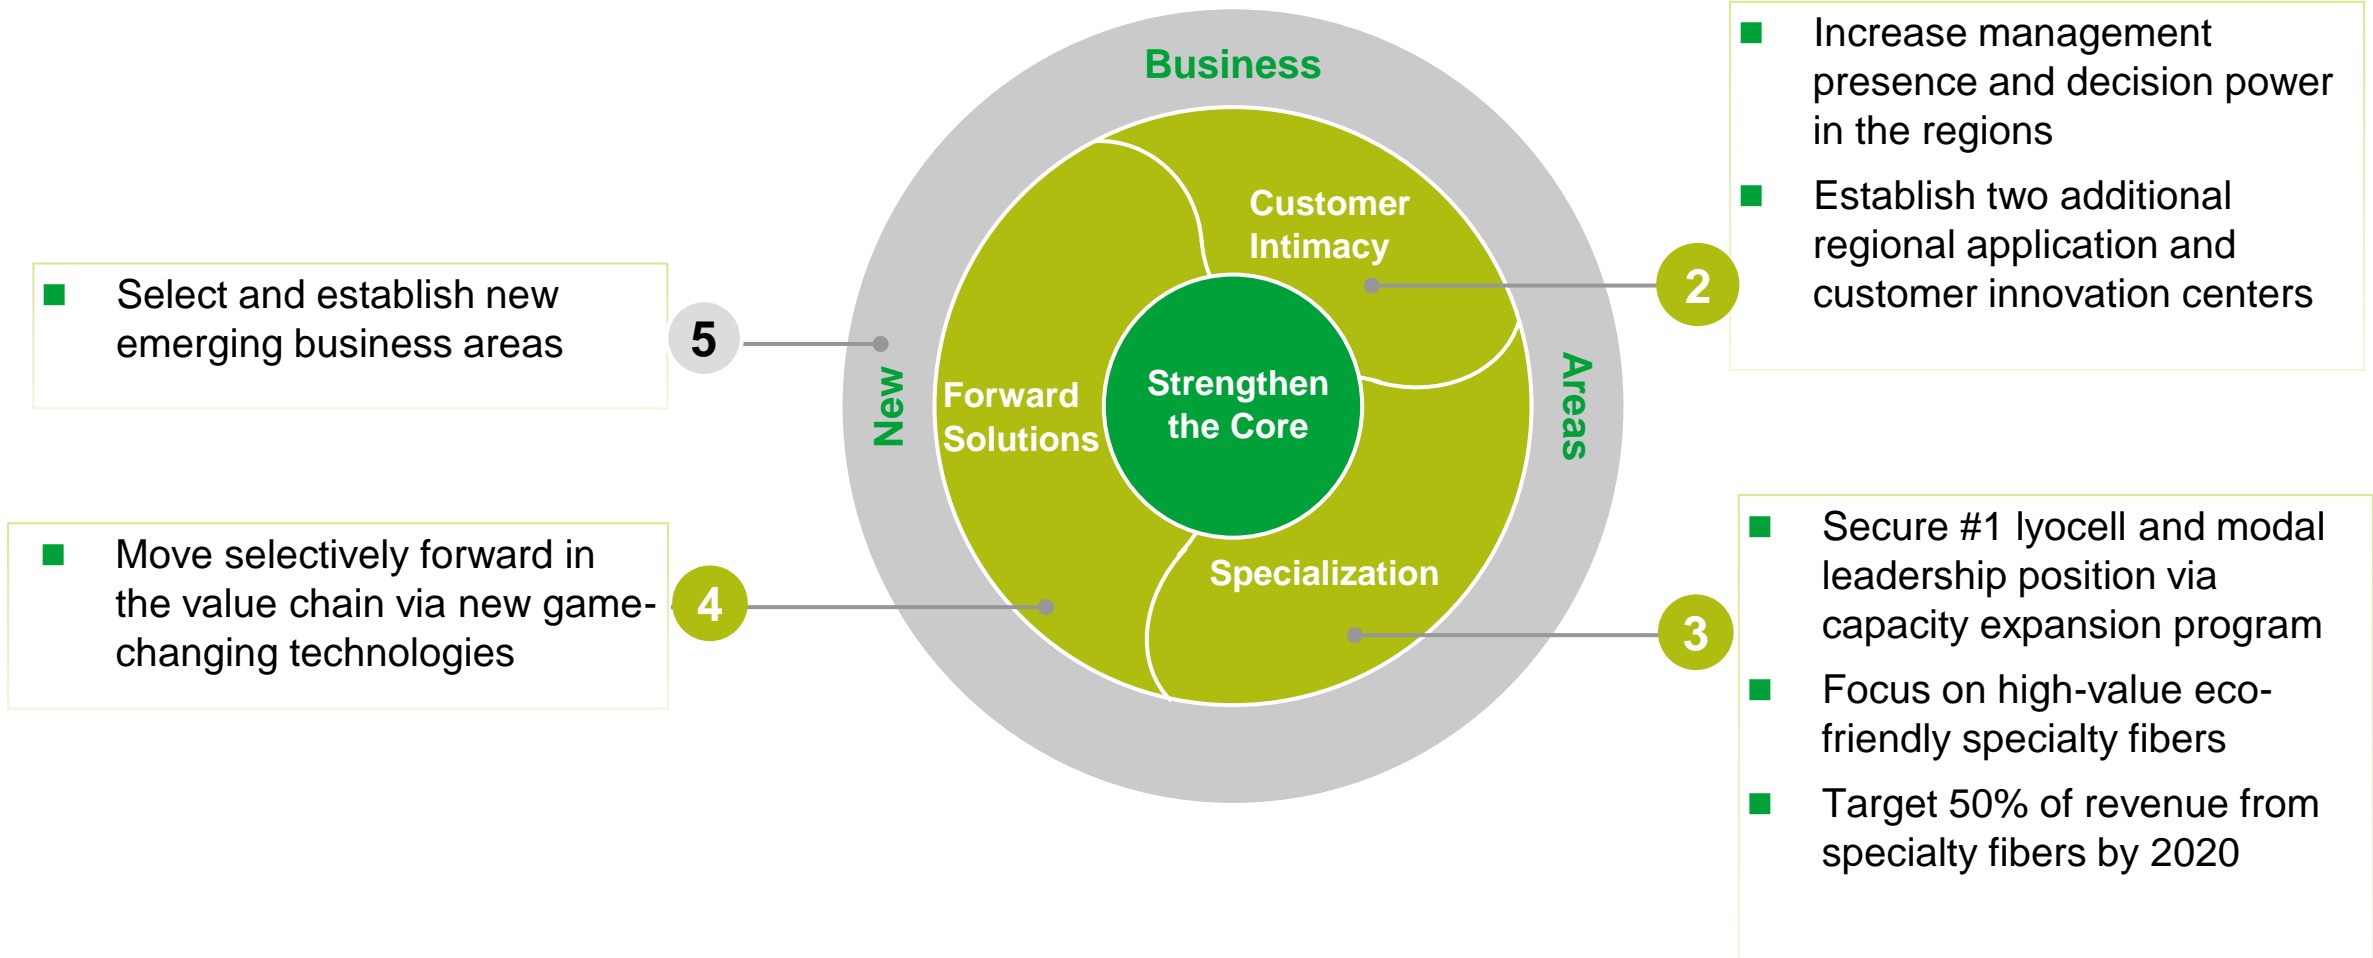 Business
New
Areas
Customer
Intimacy
Forward
Solutions
Strengthen
the Core
Specialization
2
Increase management
presence and decision power
in the regions
Establish two additional
regional application and
customer innovation centers
3
Secure #1 lyocell and modal
leadership position via
capacity expansion program
Focus on high-value eco-
friendly specialty fibers
Target 50% of revenue from
specialty fibers by 2020
4
Move selectively forward in
the value chain via new game-
changing technologies
5
Select and establish new
emerging business areas